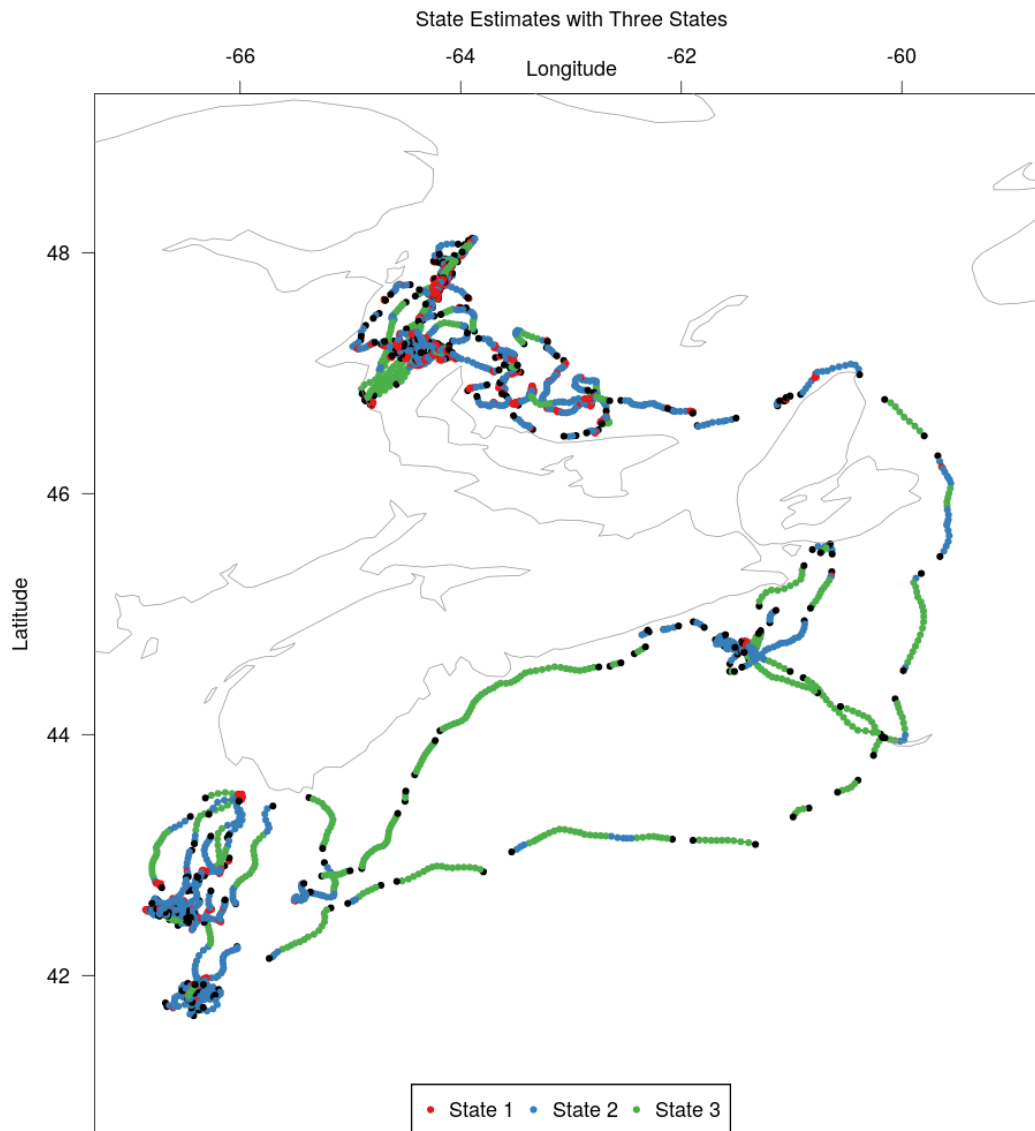 State Estimates with Three States
-66 -64 -62 -60
Longitude
48
46
Latitude
44
42
State 1 State 2 State 3